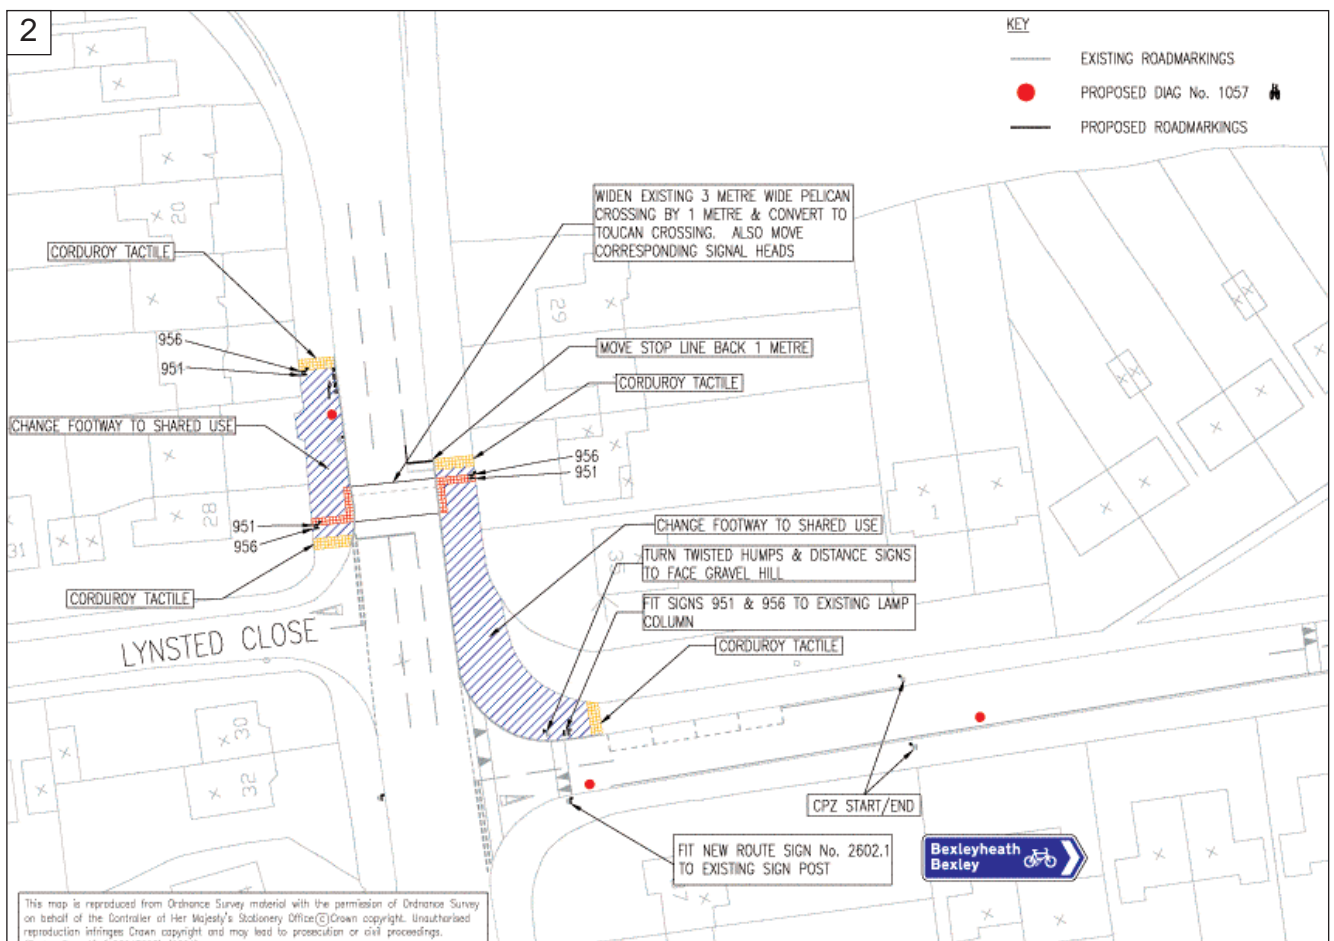 2
KEY
EXISTING ROADMARKINGS
PROPOSED DIAG No. 1057
PROPOSED ROADMARKINGS
WIDEN EXISTING 3 METRE WIDE PELICAN
CROSSING BY 1 METRE & CONVERT TO
TOUCAN CROSSING. ALSO MOVE
CORRESPONDING SIGNAL HEADS
20
CORDUROY TACTILE
29
956
951
MOVE STOP LINE BACK 1 METRE
CORDUROY TACTILE
CHANGE FOOTWAY TO SHARED USE
956
951
28
951
956
1
31
CHANGE FOOTWAY TO SHARED USE
TURN TWISTED HUMPS & DISTANCE SIGNS
TO FACE GRAVEL HILL
35
CORDUROY TACTILE
FIT SIGNS 951 & 956 TO EXISTING LAMP
COLUMN
LYNSTED CLOSE
CORDUROY TACTILE
30
32
CPZ START/END
FIT NEW ROUTE SIGN No. 2602.1
TO EXISTING SIGN POST
Bexleyheath
Bexley
This map is reproduced from Ordnance Survey material with the permission of Ordnance Survey
on behalf of the Controller of Her Majesty's Stationery Office © Crown copyright. Unauthorised
reproduction infringes Crown copyright and may lead to prosecution or civil proceedings.